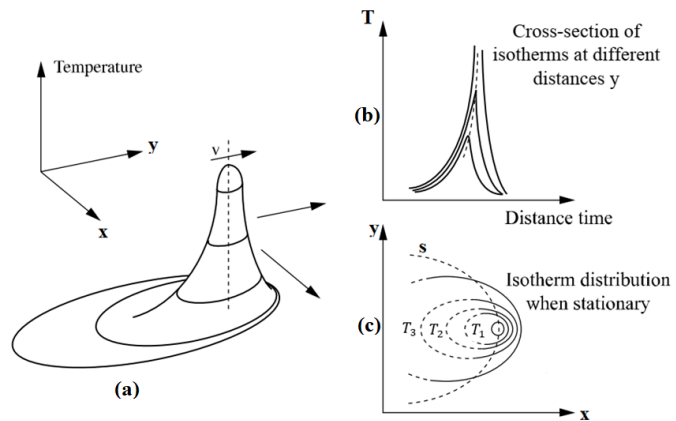 Temperature
y
x
v
(a)
T
Cross-section of
isotherms at different
distances y
(b)
Distance time
y
s
Isotherm distribution
when stationary
(c)
T3 T2 T1
x